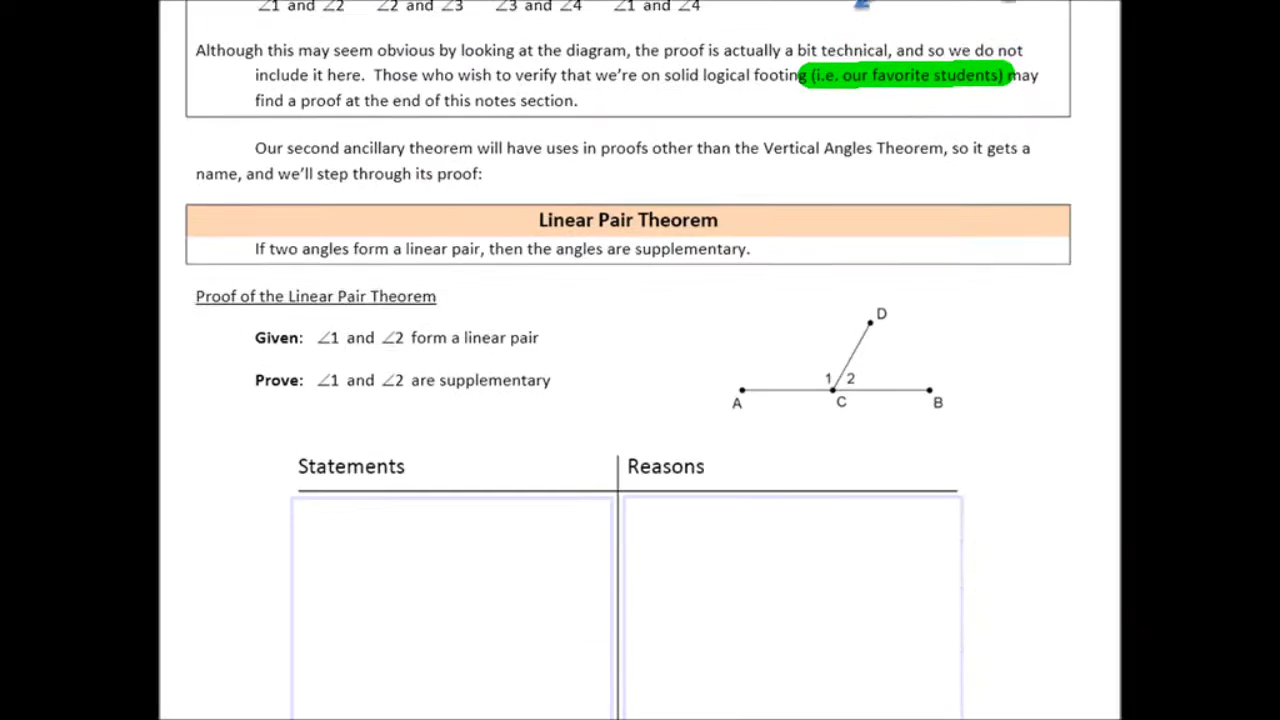 ∠1 and ∠2 ∠2 and ∠3 ∠3 and ∠4 ∠1 and ∠4
Although this may seem obvious by looking at the diagram, the proof is actually a bit technical, and so we do not
include it here. Those who wish to verify that we're on solid logical footing (i.e. our favorite students) may
find a proof at the end of this notes section.
Our second ancillary theorem will have uses in proofs other than the Vertical Angles Theorem, so it gets a
name, and we'll step through its proof:
Linear Pair Theorem
If two angles form a linear pair, then the angles are supplementary.
Proof of the Linear Pair Theorem
Given: ∠1 and ∠2 form a linear pair
Prove: ∠1 and ∠2 are supplementary
D
1 2
A C B
Statements Reasons